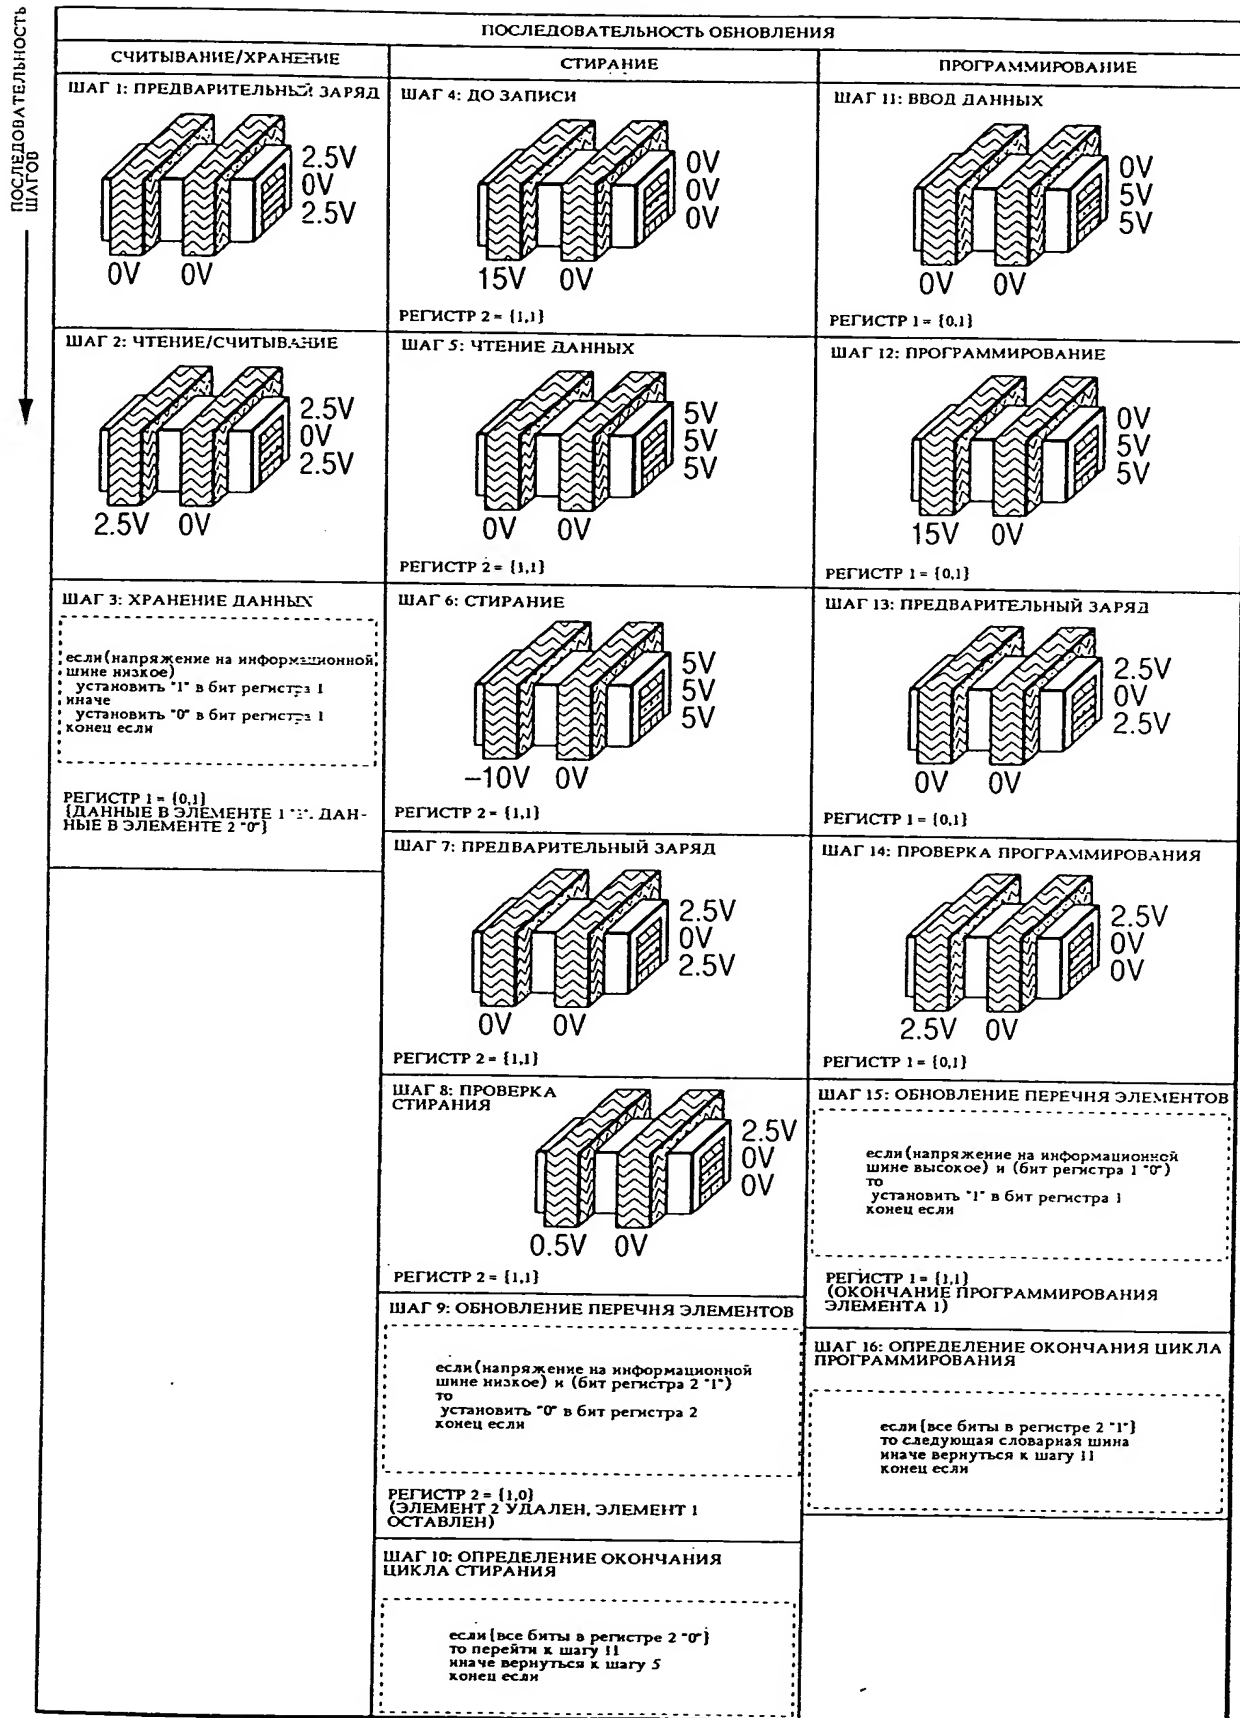 ПОСЛЕДОВАТЕЛЬНОСТЬ
ШАГОВ
ПОСЛЕДОВАТЕЛЬНОСТЬ ОБНОВЛЕНИЯ
СЧИТЫВАНИЕ/ХРАНЕНИЕ
ШАГ 1: ПРЕДВАРИТЕЛЬНЫЙ ЗАРЯД
2.5V
0V
2.5V
0V 0V
ШАГ 2: ЧТЕНИЕ/СЧИТЫВАНИЕ
2.5V
0V
2.5V
2.5V 0V
ШАГ 3: ХРАНЕНИЕ ДАННЫХ
если (напряжение на информационной
шине низкое)
установить "1" в бит регистра 1
иначе
установить "0" в бит регистра 1
конец если
РЕГИСТР 1 = {0,1}
{ДАННЫЕ В ЭЛЕМЕНТЕ 1 "1". ДАН-
НЫЕ В ЭЛЕМЕНТЕ 2 "0"}
СТИРАНИЕ
ШАГ 4: ДО ЗАПИСИ
0V
0V
0V
15V 0V
РЕГИСТР 2 = {1,1}
ШАГ 5: ЧТЕНИЕ ДАННЫХ
5V
5V
5V
0V 0V
РЕГИСТР 2 = {1,1}
ШАГ 6: СТИРАНИЕ
5V
5V
5V
–10V 0V
РЕГИСТР 2 = {1,1}
ШАГ 7: ПРЕДВАРИТЕЛЬНЫЙ ЗАРЯД
2.5V
0V
2.5V
0V 0V
РЕГИСТР 2 = {1,1}
ШАГ 8: ПРОВЕРКА
СТИРАНИЯ
2.5V
0V
0V
0.5V 0V
РЕГИСТР 2 = {1,1}
ШАГ 9: ОБНОВЛЕНИЕ ПЕРЕЧНЯ ЭЛЕМЕНТОВ
если (напряжение на информационной
шине низкое) и (бит регистра 2 "1")
то
установить "0" в бит регистра 2
конец если
РЕГИСТР 2 = {1,0}
(ЭЛЕМЕНТ 2 УДАЛЕН, ЭЛЕМЕНТ 1
ОСТАВЛЕН)
ШАГ 10: ОПРЕДЕЛЕНИЕ ОКОНЧАНИЯ
ЦИКЛА СТИРАНИЯ
если {все биты в регистре 2 "0"}
то перейти к шагу 11
иначе вернуться к шагу 5
конец если
ПРОГРАММИРОВАНИЕ
ШАГ 11: ВВОД ДАННЫХ
0V
5V
5V
0V 0V
РЕГИСТР 1 = {0,1}
ШАГ 12: ПРОГРАММИРОВАНИЕ
0V
5V
5V
15V 0V
РЕГИСТР 1 = {0,1}
ШАГ 13: ПРЕДВАРИТЕЛЬНЫЙ ЗАРЯД
2.5V
0V
2.5V
0V 0V
РЕГИСТР 1 = {0,1}
ШАГ 14: ПРОВЕРКА ПРОГРАММИРОВАНИЯ
2.5V
0V
0V
2.5V 0V
РЕГИСТР 1 = {0,1}
ШАГ 15: ОБНОВЛЕНИЕ ПЕРЕЧНЯ ЭЛЕМЕНТОВ
если (напряжение на информационной
шине высокое) и (бит регистра 1 "0")
то
установить "1" в бит регистра 1
конец если
РЕГИСТР 1 = {1,1}
(ОКОНЧАНИЕ ПРОГРАММИРОВАНИЯ
ЭЛЕМЕНТА 1)
ШАГ 16: ОПРЕДЕЛЕНИЕ ОКОНЧАНИЯ ЦИКЛА
ПРОГРАММИРОВАНИЯ
если {все биты в регистре 2 "1"}
то следующая словарная шина
иначе вернуться к шагу 11
конец если